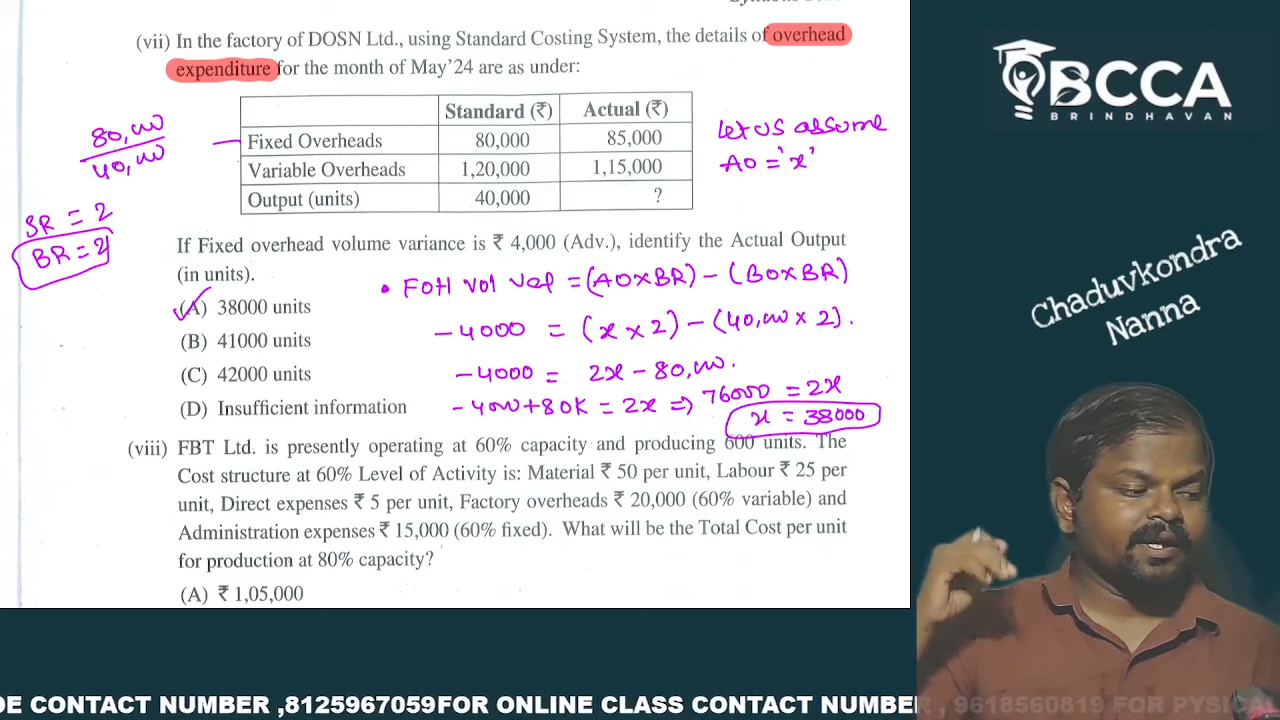 (vii) In the factory of DOSN Ltd., using Standard Costing System, the details of overhead
expenditure for the month of May'24 are as under:
Standard (₹) Actual (₹)
Fixed Overheads 80,000 85,000
Variable Overheads 1,20,000 1,15,000
Output (units) 40,000 ?
80,000
40,000
SR = 2
BR = 2
Let us assume
AO = 'x'
If Fixed overhead volume variance is ₹ 4,000 (Adv.), identify the Actual Output
(in units).
(A) 38000 units
(B) 41000 units
(C) 42000 units
(D) Insufficient information
• FOH Vol Var = (AO×BR) – (BO×BR)
-4000 = (x × 2) – (40,000 × 2).
-4000 = 2x – 80,000.
-4000+80K = 2x ⇒ 76000 = 2x
x = 38000
(viii) FBT Ltd. is presently operating at 60% capacity and producing 600 units. The
Cost structure at 60% Level of Activity is: Material ₹ 50 per unit, Labour ₹ 25 per
unit, Direct expenses ₹ 5 per unit, Factory overheads ₹ 20,000 (60% variable) and
Administration expenses ₹ 15,000 (60% fixed). What will be the Total Cost per unit
for production at 80% capacity?
(A) ₹ 1,05,000
BCCA
BRINDHAVAN
Chaduvkondra
Nanna
DE CONTACT NUMBER ,8125967059FOR ONLINE CLASS CONTACT NUMBER , 9618560819 FOR PYSICAL